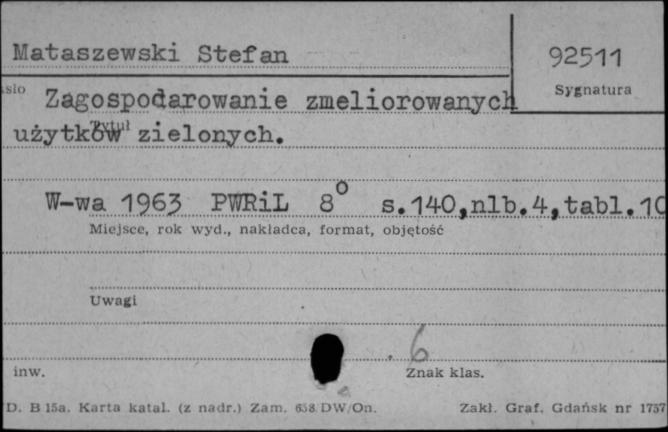 Mataszewski Stefan
92511
Sygnatura
Zagospodarowanie zmeliorowanych
Tytuł
użytków zielonych.
W-wa 1963 PWRiL 8° s.140,nlb.4,tabl.10
Miejsce, rok wyd., nakładca, format, objętość
Uwagi
6
inw.
Znak klas.
D. B 15a. Karta katal. (z nadr.) Zam. 658/DW/On.
Zakł. Graf. Gdańsk nr 1757